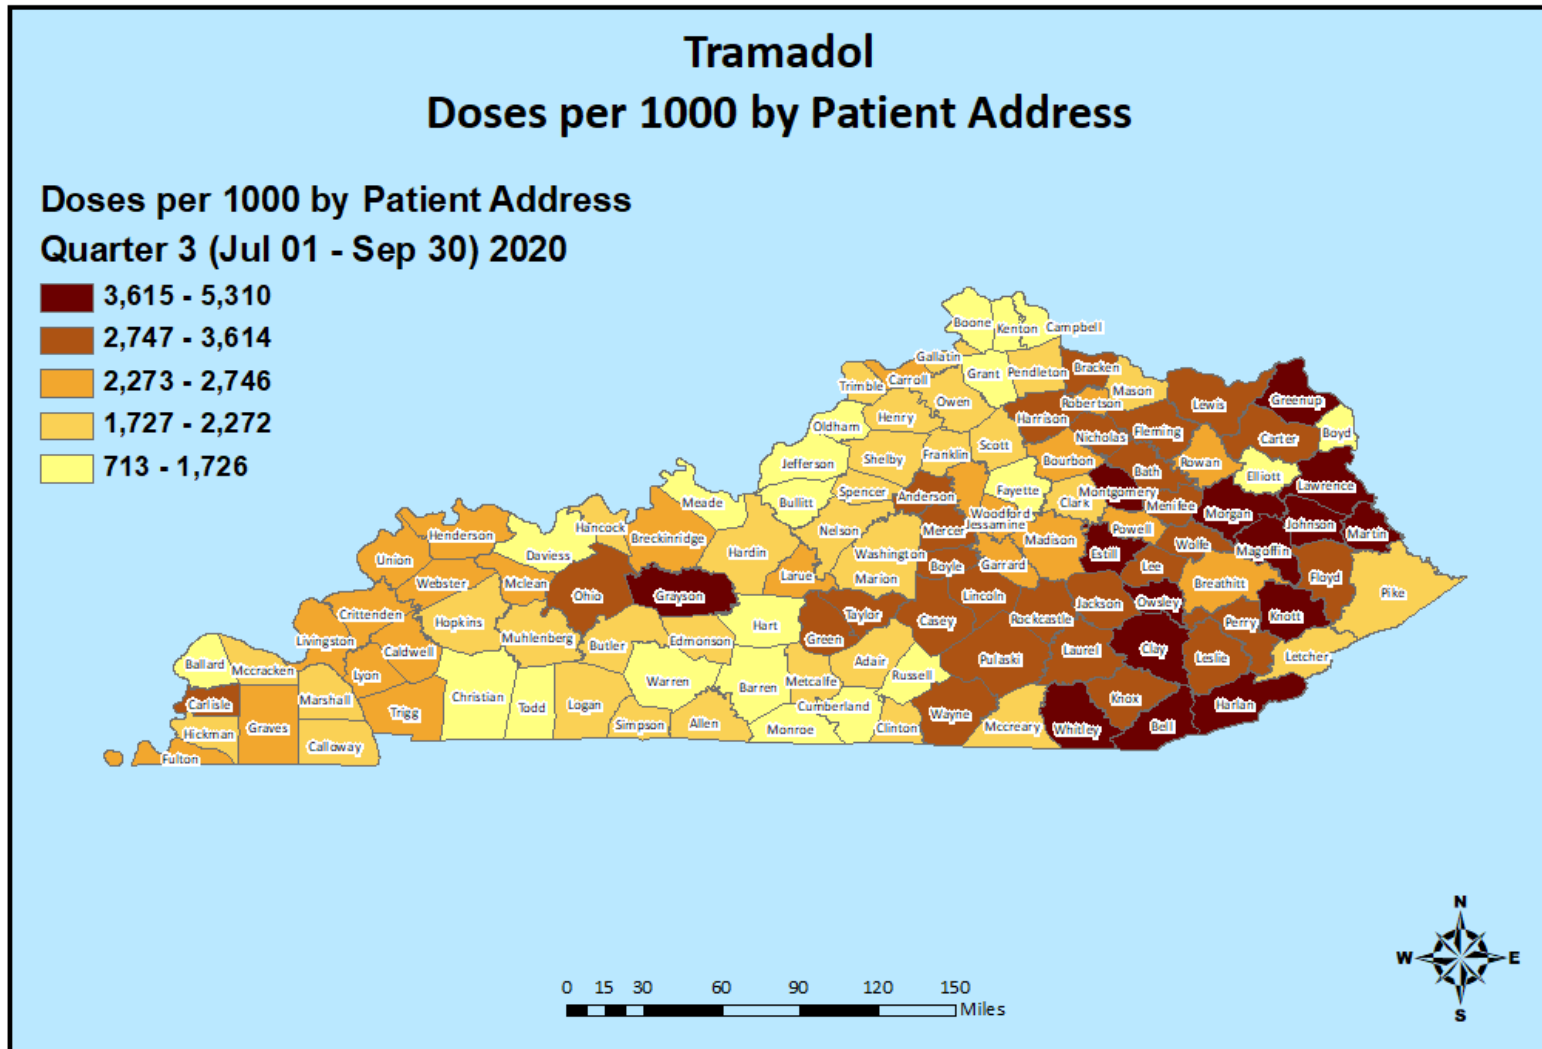 Tramadol
Doses per 1000 by Patient Address
Doses per 1000 by Patient Address
Quarter 3 (Jul 01 - Sep 30) 2020
3,615 - 5,310
2,747 - 3,614
2,273 - 2,746
1,727 - 2,272
713 - 1,726
Boone
Kenton
Campbell
Gallatin
Grant
Pendleton
Bracken
Trimble
Carroll
Mason
Owen
Robertson
Lewis
Greenup
Oldham
Henry
Harrison
Nicholas
Fleming
Carter
Boyd
Jefferson
Shelby
Franklin
Scott
Bourbon
Bath
Rowan
Elliott
Lawrence
Meade
Bullitt
Spencer
Anderson
Fayette
Clark
Montgomery
Menifee
Morgan
Johnson
Martin
Hancock
Woodford
Jessamine
Henderson
Daviess
Breckinridge
Hardin
Nelson
Washington
Mercer
Madison
Estill
Powell
Wolfe
Magoffin
Union
Webster
Mclean
Ohio
Grayson
Larue
Marion
Boyle
Garrard
Lee
Breathitt
Floyd
Pike
Crittenden
Hopkins
Muhlenberg
Butler
Edmonson
Hart
Green
Taylor
Casey
Lincoln
Rockcastle
Jackson
Owsley
Perry
Knott
Livingston
Caldwell
Lyon
Adair
Pulaski
Laurel
Clay
Leslie
Letcher
Ballard
Mccracken
Marshall
Trigg
Christian
Todd
Logan
Warren
Barren
Metcalfe
Russell
Cumberland
Carlisle
Hickman
Graves
Calloway
Fulton
Simpson
Allen
Monroe
Clinton
Wayne
Mccreary
Whitley
Knox
Bell
Harlan
N
W
E
S
0 15 30 60 90 120 150
Miles